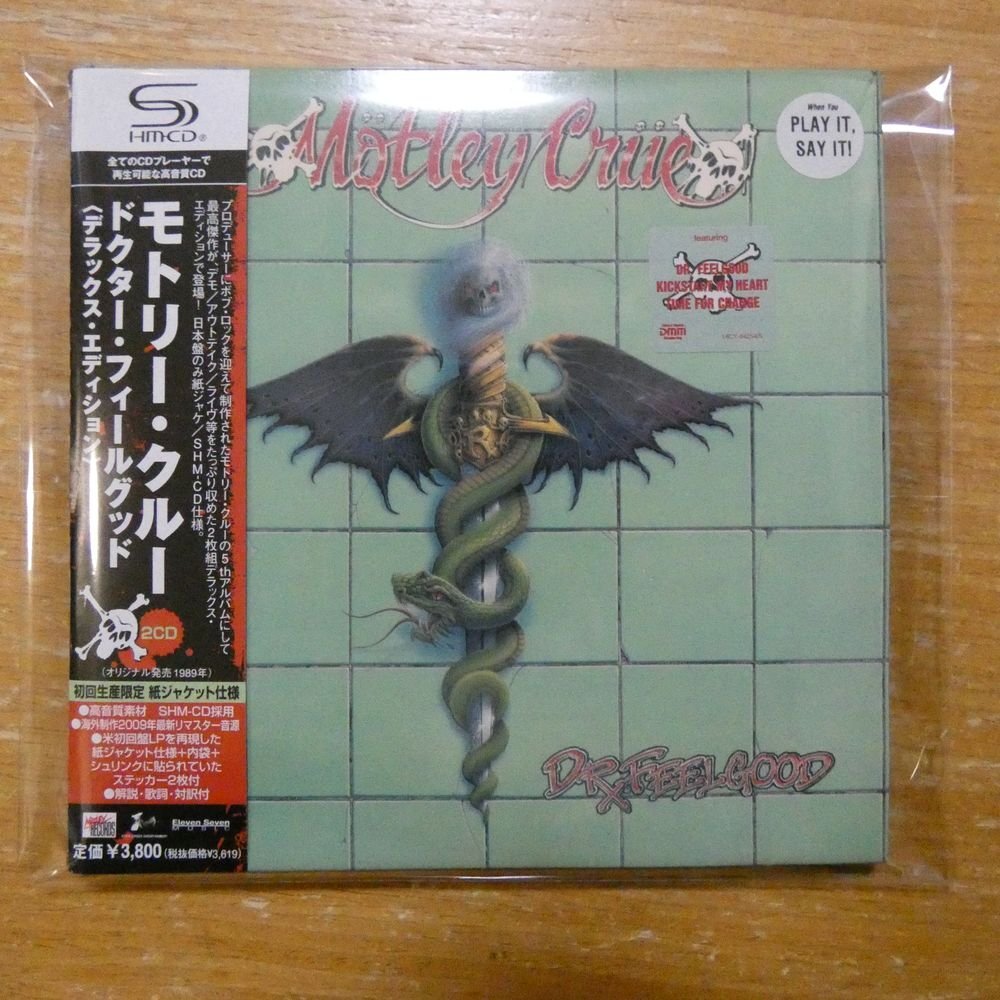 SHM-CD®
全てのCDプレーヤーで
再生可能な高音質CD
モトリー・クルー
ドクター・フィールグッド
〈デラックス・エディション〉
プロデューサーにボブ・ロックを迎えて制作されたモトリー・クルーの5thアルバムにして
最高傑作が、デモ／アウトテイク／ライヴ等をたっぷり収めた2枚組デラックス・
エディションで登場！ 日本盤のみ紙ジャケ／SHM-CD仕様。
2CD
(オリジナル発売1989年)
初回生産限定 紙ジャケット仕様
●高音質素材 SHM-CD採用
●海外制作2009年最新リマスター音源
●米初回盤LPを再現した
紙ジャケット仕様＋内袋＋
シュリンクに貼られていた
ステッカー2枚付
●解説・歌詞・対訳付
RECORDS
Eleven Seven
MUSIC
定価￥3,800(税抜価格¥3,619)
Mötley Crüe
When You
PLAY IT,
SAY IT!
featuring
DR. FEELGOOD
KICKSTART MY HEART
TIME FOR CHANGE
DMM
DR. FEELGOOD